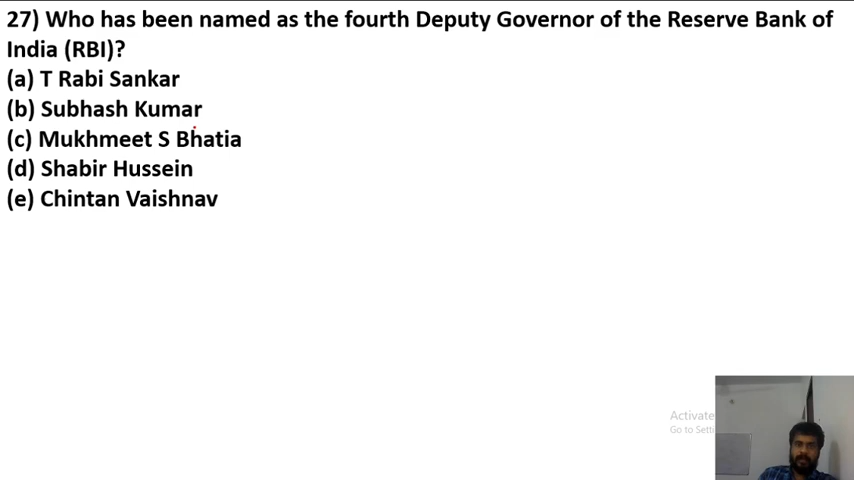 27) Who has been named as the fourth Deputy Governor of the Reserve Bank of
India (RBI)?
(a) T Rabi Sankar
(b) Subhash Kumar
(c) Mukhmeet S Bhatia
(d) Shabir Hussein
(e) Chintan Vaishnav
Activate
Go to Setti